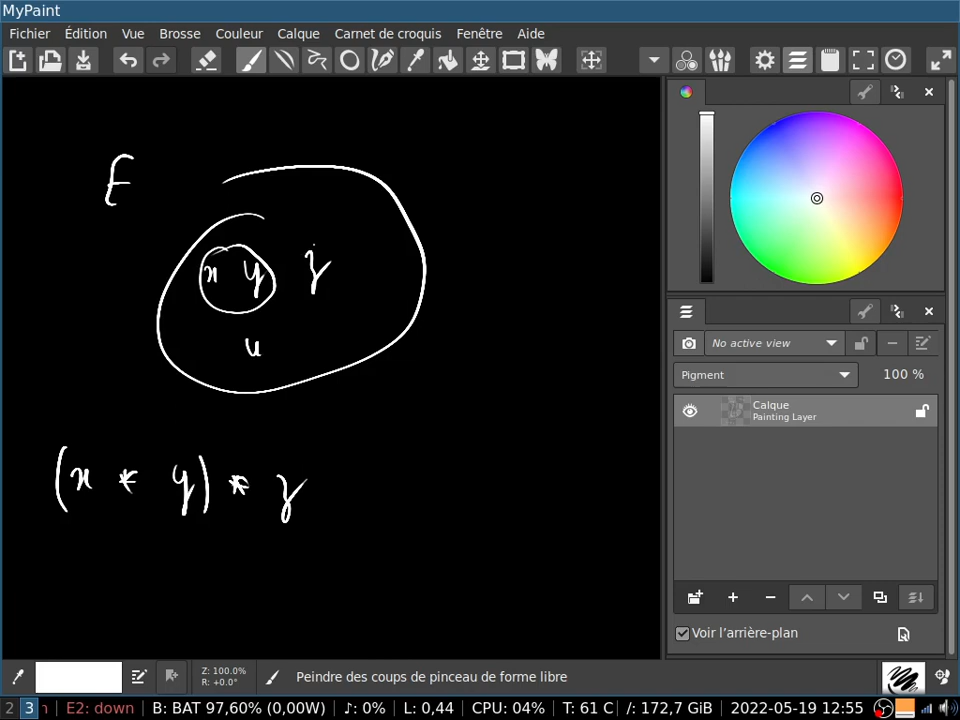 MyPaint
Fichier Édition Vue Brosse Couleur Calque Carnet de croquis Fenêtre Aide
E
x y z
u
(x * y) * z
No active view
Pigment 100 %
Calque
Painting Layer
Voir l'arrière-plan
Z: 100.0%
R: +0.0°
Peindre des coups de pinceau de forme libre
2 3 E2: down B: BAT 97,60% (0,00W) ♪: 0% L: 0,44 CPU: 04% T: 61 C /: 172,7 GiB 2022-05-19 12:55